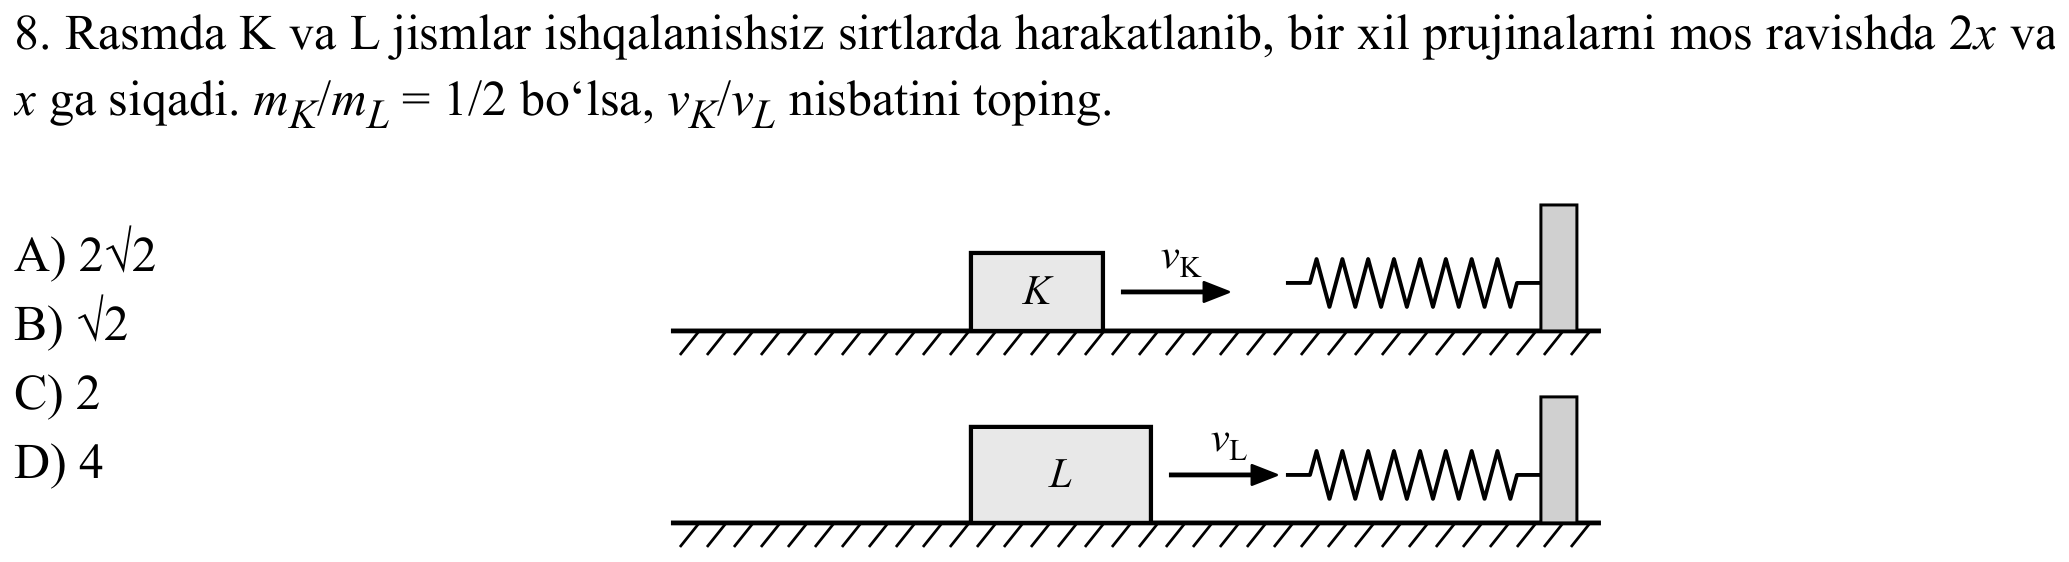 8. Rasmda K va L jismlar ishqalanishsiz sirtlarda harakatlanib, bir xil prujinalarni mos ravishda 2x va
x ga siqadi. mK/mL = 1/2 bo‘lsa, vK/vL nisbatini toping.
A) 2√2
B) √2
C) 2
D) 4
K
vK
L
vL